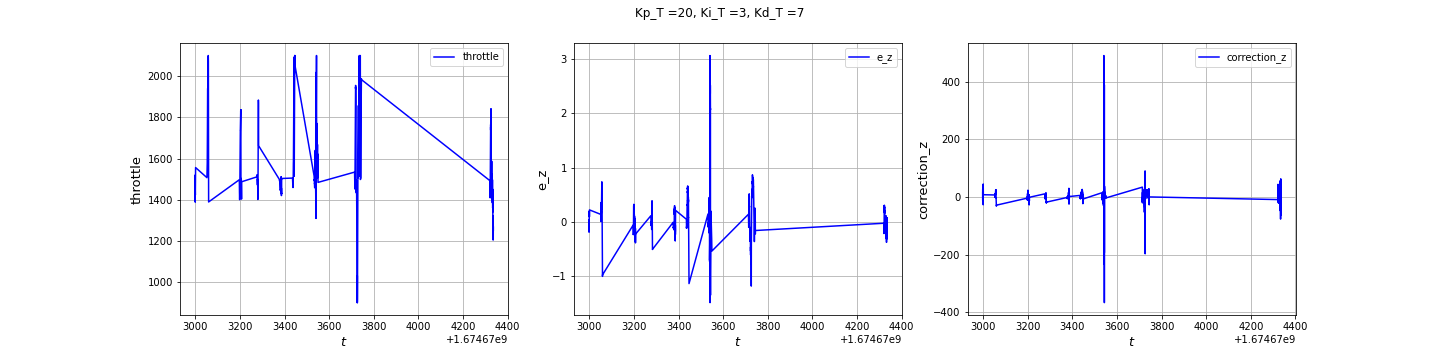 Kp_T =20, Ki_T =3, Kd_T =7
throttle
2000
1800
1600
1400
1200
1000
throttle
3000 3200 3400 3600 3800 4000 4200 4400
+1.67467e9
t
e_z
3
2
1
0
−1
e_z
3000 3200 3400 3600 3800 4000 4200 4400
+1.67467e9
t
correction_z
400
200
0
−200
−400
correction_z
3000 3200 3400 3600 3800 4000 4200 4400
+1.67467e9
t